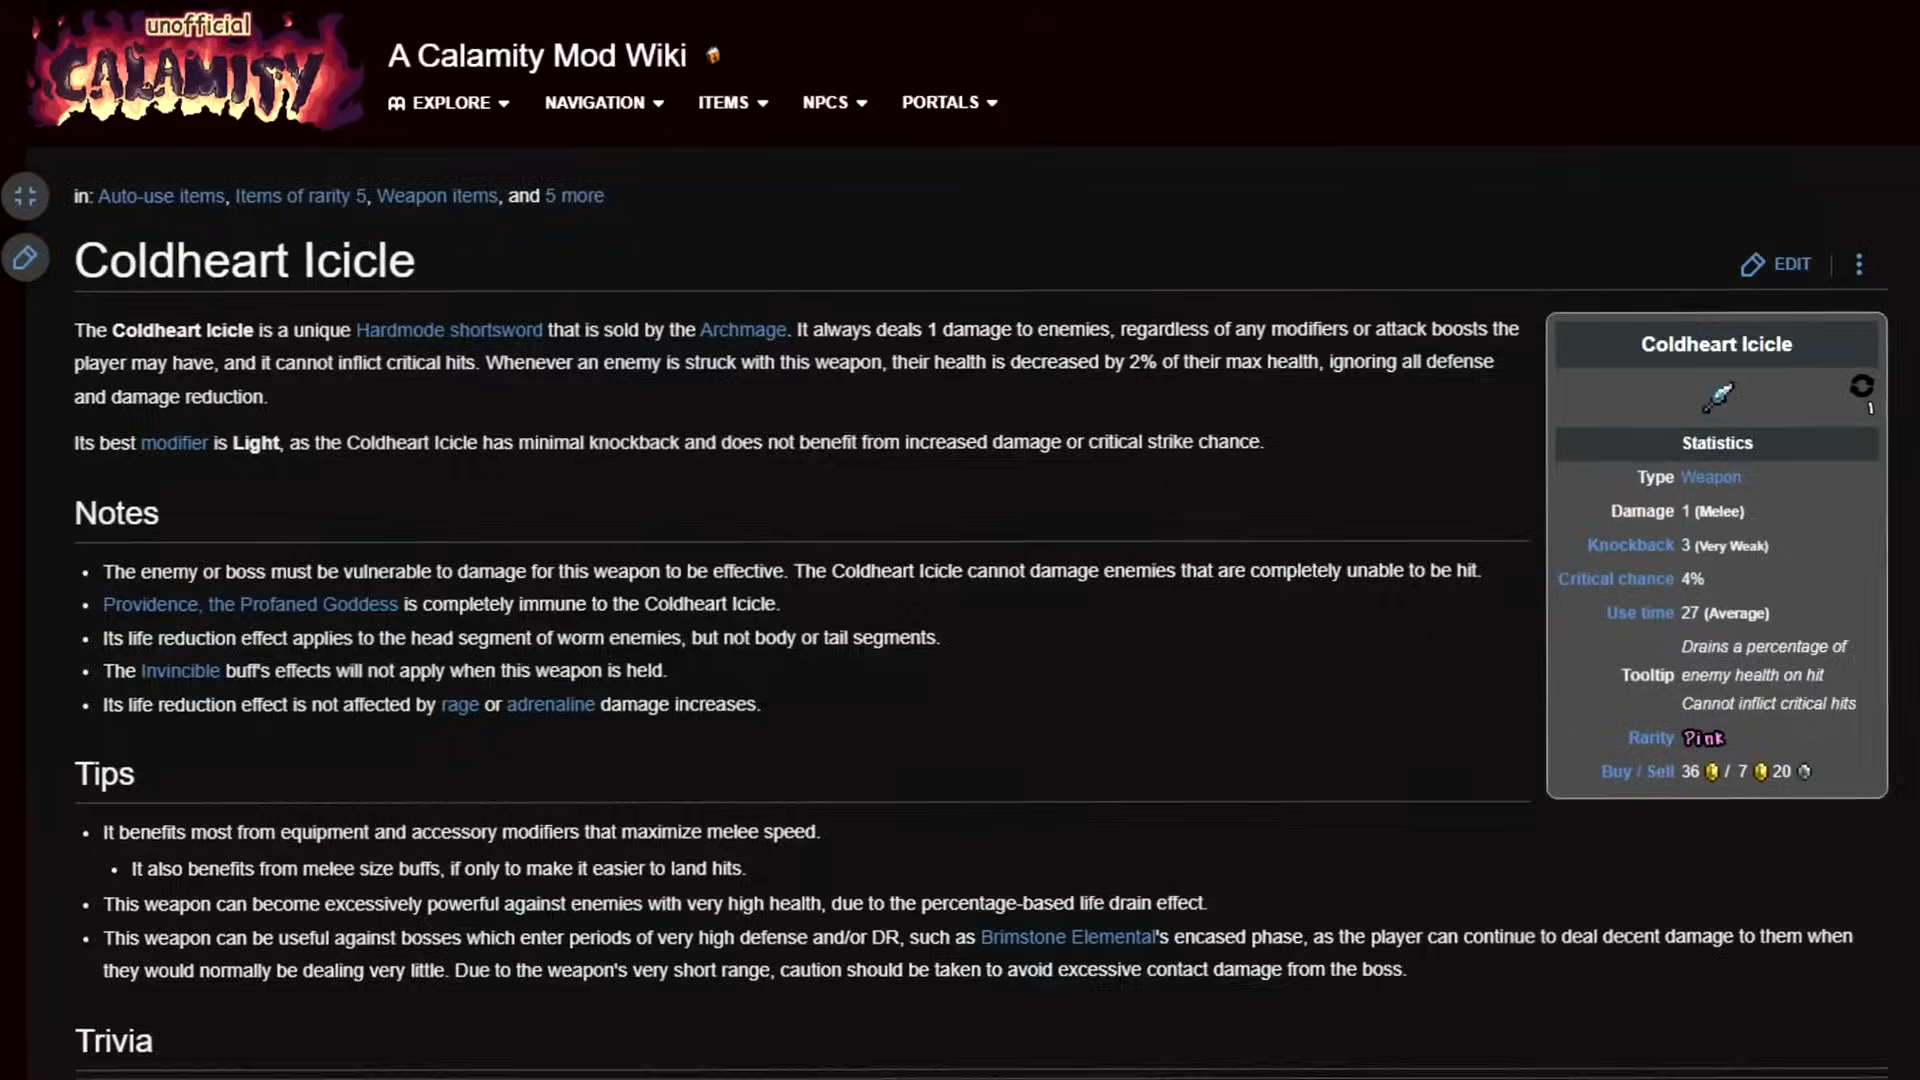 unofficial
CALAMITY
A Calamity Mod Wiki
EXPLORE
NAVIGATION
ITEMS
NPCS
PORTALS
in: Auto-use items, Items of rarity 5, Weapon items, and 5 more
Coldheart Icicle
EDIT
The Coldheart Icicle is a unique Hardmode shortsword that is sold by the Archmage. It always deals 1 damage to enemies, regardless of any modifiers or attack boosts the
player may have, and it cannot inflict critical hits. Whenever an enemy is struck with this weapon, their health is decreased by 2% of their max health, ignoring all defense
and damage reduction.
Its best modifier is Light, as the Coldheart Icicle has minimal knockback and does not benefit from increased damage or critical strike chance.
Notes
• The enemy or boss must be vulnerable to damage for this weapon to be effective. The Coldheart Icicle cannot damage enemies that are completely unable to be hit.
• Providence, the Profaned Goddess is completely immune to the Coldheart Icicle.
• Its life reduction effect applies to the head segment of worm enemies, but not body or tail segments.
• The Invincible buff's effects will not apply when this weapon is held.
• Its life reduction effect is not affected by rage or adrenaline damage increases.
Coldheart Icicle
1
Statistics
Type Weapon
Damage 1 (Melee)
Knockback 3 (Very Weak)
Critical chance 4%
Use time 27 (Average)
Tooltip Drains a percentage of
enemy health on hit
Cannot inflict critical hits
Rarity Pink
Buy / Sell 36 / 7 20
Tips
• It benefits most from equipment and accessory modifiers that maximize melee speed.
• It also benefits from melee size buffs, if only to make it easier to land hits.
• This weapon can become excessively powerful against enemies with very high health, due to the percentage-based life drain effect.
• This weapon can be useful against bosses which enter periods of very high defense and/or DR, such as Brimstone Elemental's encased phase, as the player can continue to deal decent damage to them when
they would normally be dealing very little. Due to the weapon's very short range, caution should be taken to avoid excessive contact damage from the boss.
Trivia